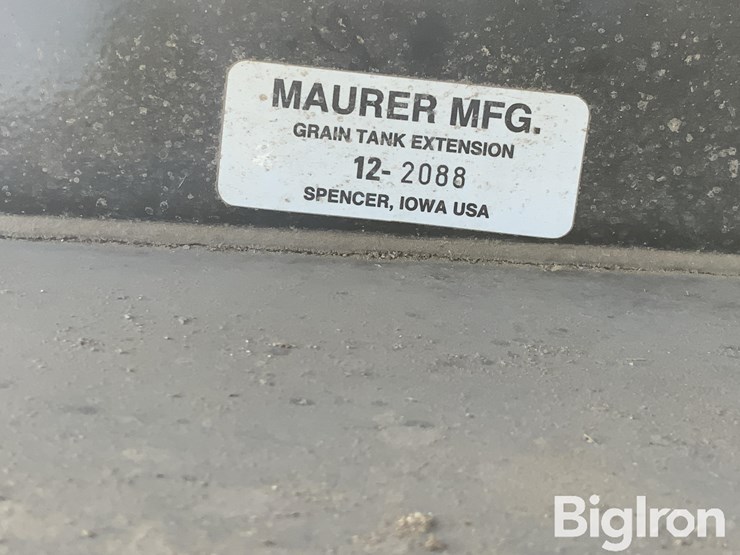 MAURER MFG.
GRAIN TANK EXTENSION
12- 2088
SPENCER, IOWA USA
BigIron